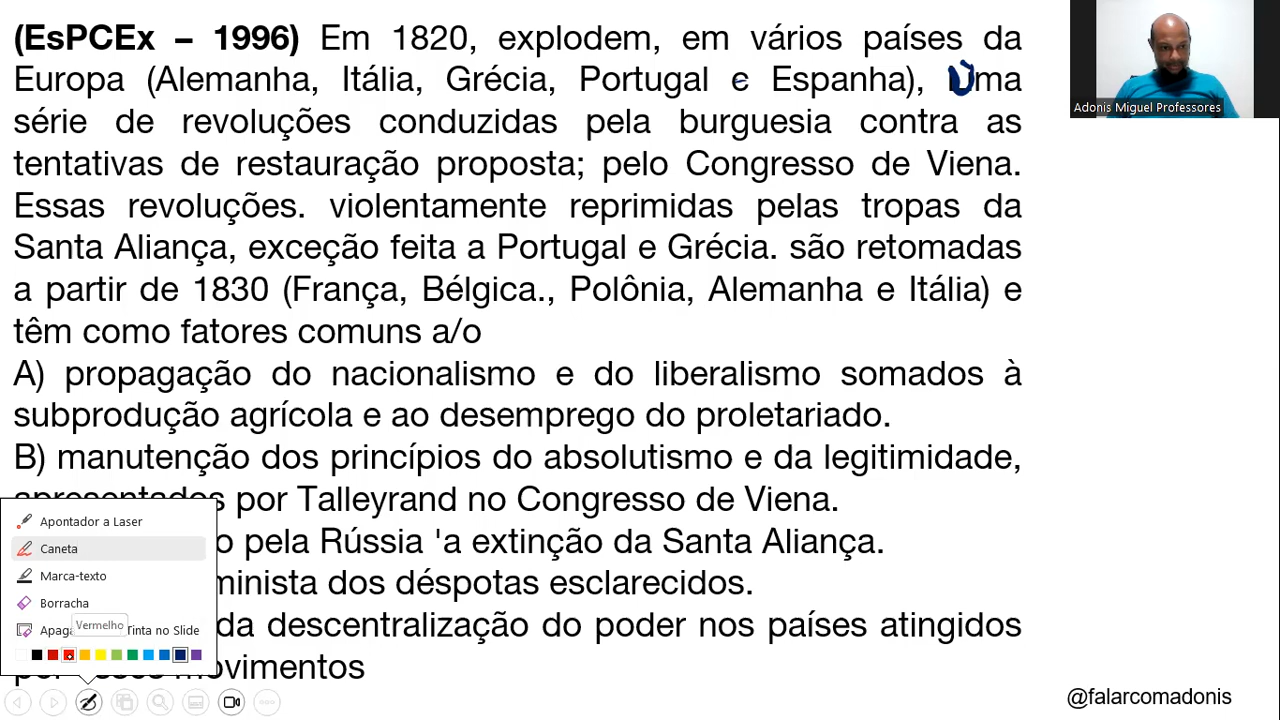 (EsPCEx – 1996) Em 1820, explodem, em vários países da
Europa (Alemanha, Itália, Grécia, Portugal e Espanha), Uma
série de revoluções conduzidas pela burguesia contra as
tentativas de restauração proposta; pelo Congresso de Viena.
Essas revoluções. violentamente reprimidas pelas tropas da
Santa Aliança, exceção feita a Portugal e Grécia. são retomadas
a partir de 1830 (França, Bélgica., Polônia, Alemanha e Itália) e
têm como fatores comuns a/o
A) propagação do nacionalismo e do liberalismo somados à
subprodução agrícola e ao desemprego do proletariado.
B) manutenção dos princípios do absolutismo e da legitimidade,
apresentados por Talleyrand no Congresso de Viena.
pela Rússia 'a extinção da Santa Aliança.
dos déspotas esclarecidos.
da descentralização do poder nos países atingidos
Adonis Miguel Professores
Apontador a Laser
Caneta
Marca-texto
Borracha
Vermelho
Tinta no Slide
@falarcomadonis